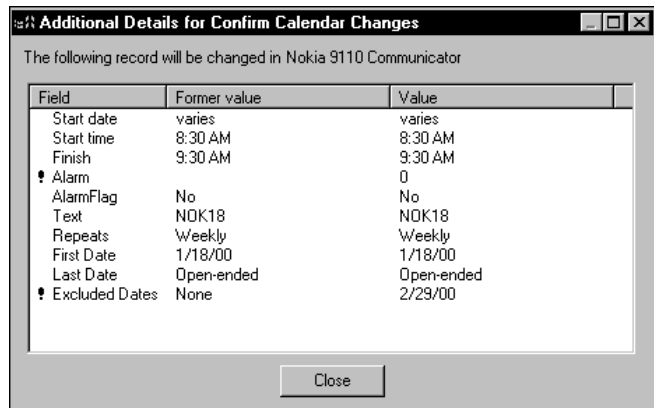 Additional Details for Confirm Calendar Changes
The following record will be changed in Nokia 9110 Communicator
Field Former value Value
Start date varies varies
Start time 8:30 AM 8:30 AM
Finish 9:30 AM 9:30 AM
! Alarm 0
AlarmFlag No No
Text NOK18 NOK18
Repeats Weekly Weekly
First Date 1/18/00 1/18/00
Last Date Open-ended Open-ended
! Excluded Dates None 2/29/00
Close